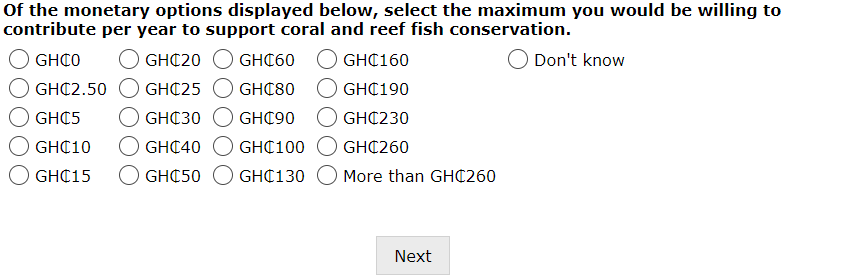 Of the monetary options displayed below, select the maximum you would be willing to
contribute per year to support coral and reef fish conservation.
GH₵0 GH₵20 GH₵60 GH₵160 Don't know
GH₵2.50 GH₵25 GH₵80 GH₵190
GH₵5 GH₵30 GH₵90 GH₵230
GH₵10 GH₵40 GH₵100 GH₵260
GH₵15 GH₵50 GH₵130 More than GH₵260
Next